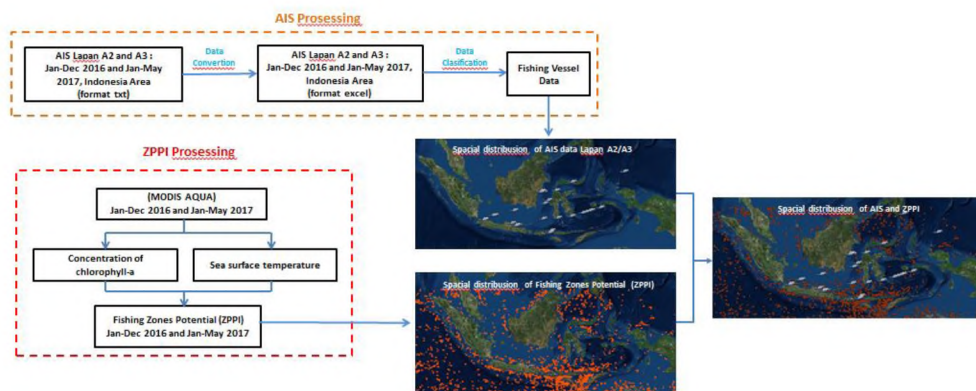 AIS Prosessing
AIS Lapan A2 and A3 :
Jan-Dec 2016 and Jan-May
2017, Indonesia Area
(format txt)
Data
Convertion
AIS Lapan A2 and A3 :
Jan-Dec 2016 and Jan-May 2017,
Indonesia Area
(format excel)
Data
Clasification
Fishing Vessel
Data
ZPPI Prosessing
(MODIS AQUA)
Jan-Dec 2016 and Jan-May 2017
Concentration of
chlorophyll-a
Sea surface temperature
Fishing Zones Potential (ZPPI)
Jan-Dec 2016 and Jan-May 2017
Spacial distribusion of AIS data Lapan A2/A3
Spacial distribusion of Fishing Zones Potential (ZPPI)
Spacial distribusion of AIS and ZPPI